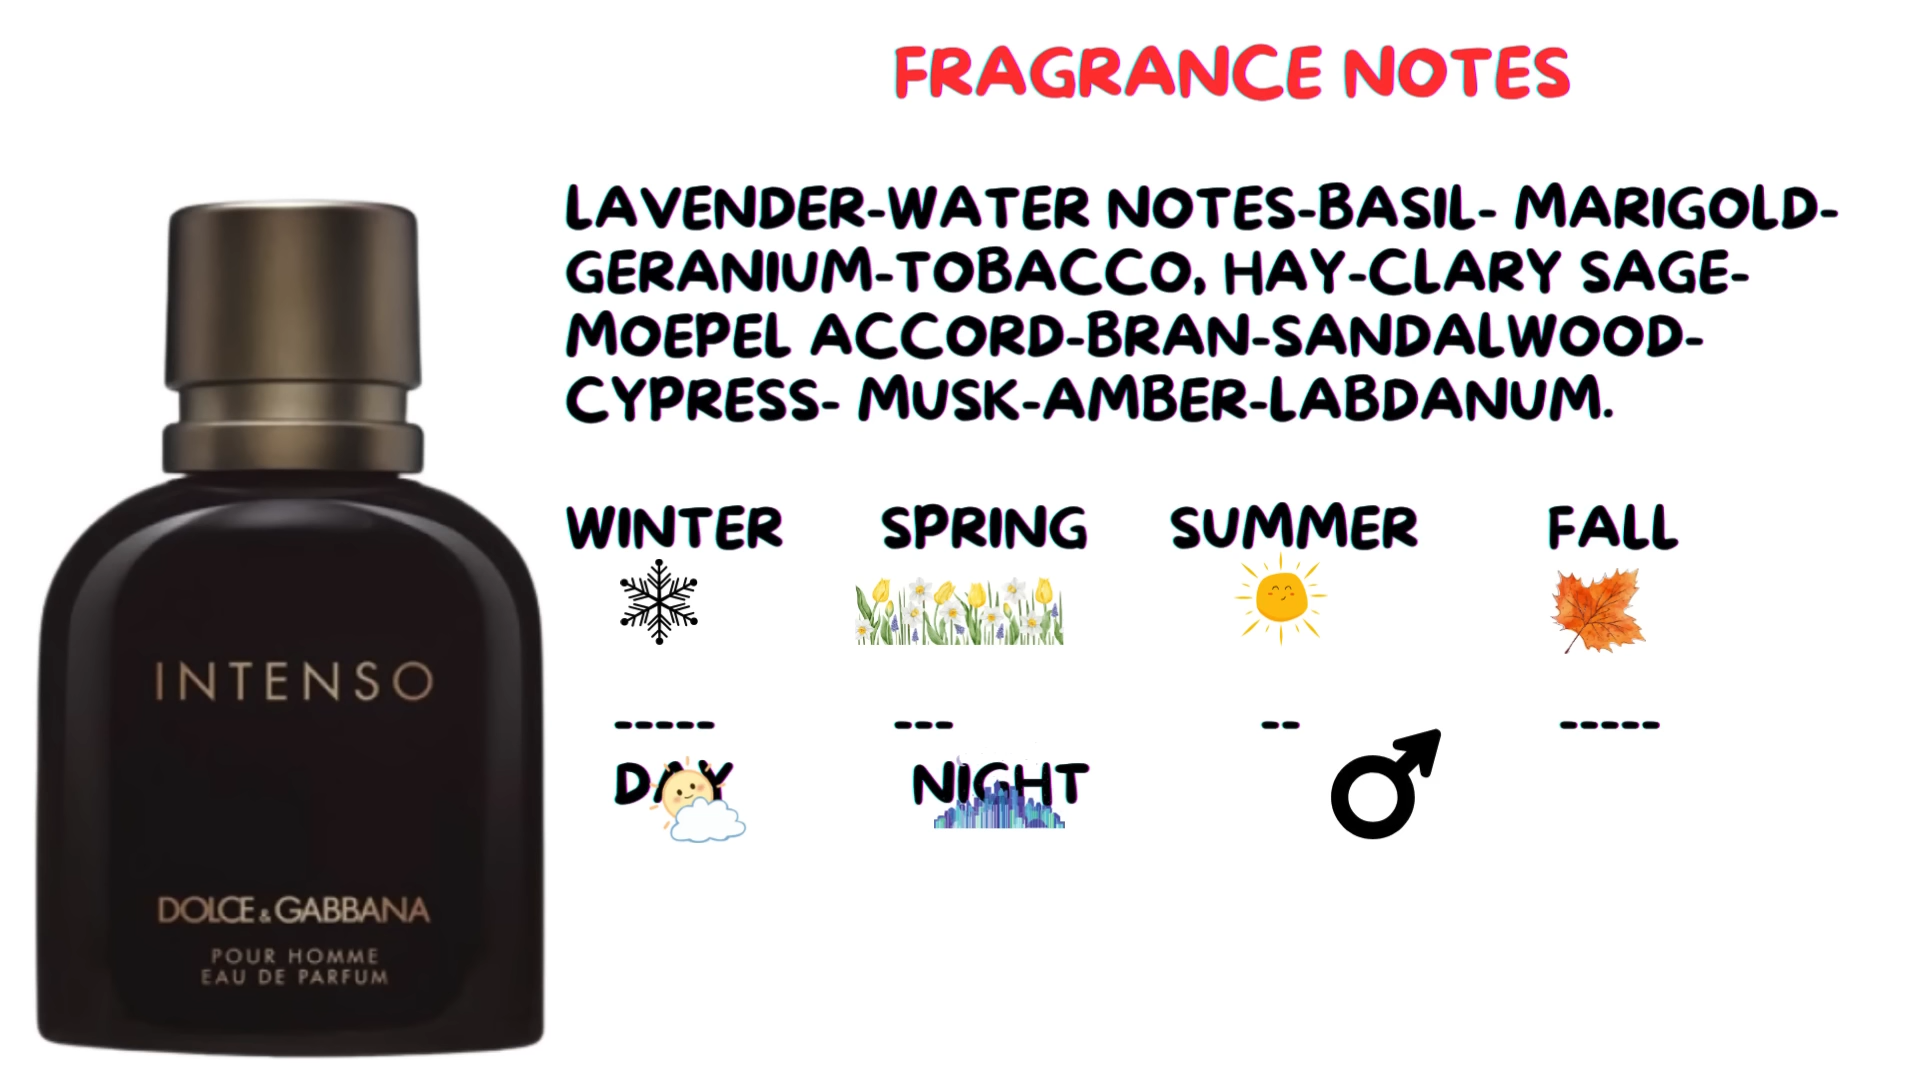 FRAGRANCE NOTES
LAVENDER-WATER NOTES-BASIL- MARIGOLD-
GERANIUM-TOBACCO, HAY-CLARY SAGE-
MOEPEL ACCORD-BRAN-SANDALWOOD-
CYPRESS- MUSK-AMBER-LABDANUM.
WINTER SPRING SUMMER FALL
----- --- -- -----
DAY NIGHT
INTENSO
DOLCE & GABBANA
POUR HOMME
EAU DE PARFUM